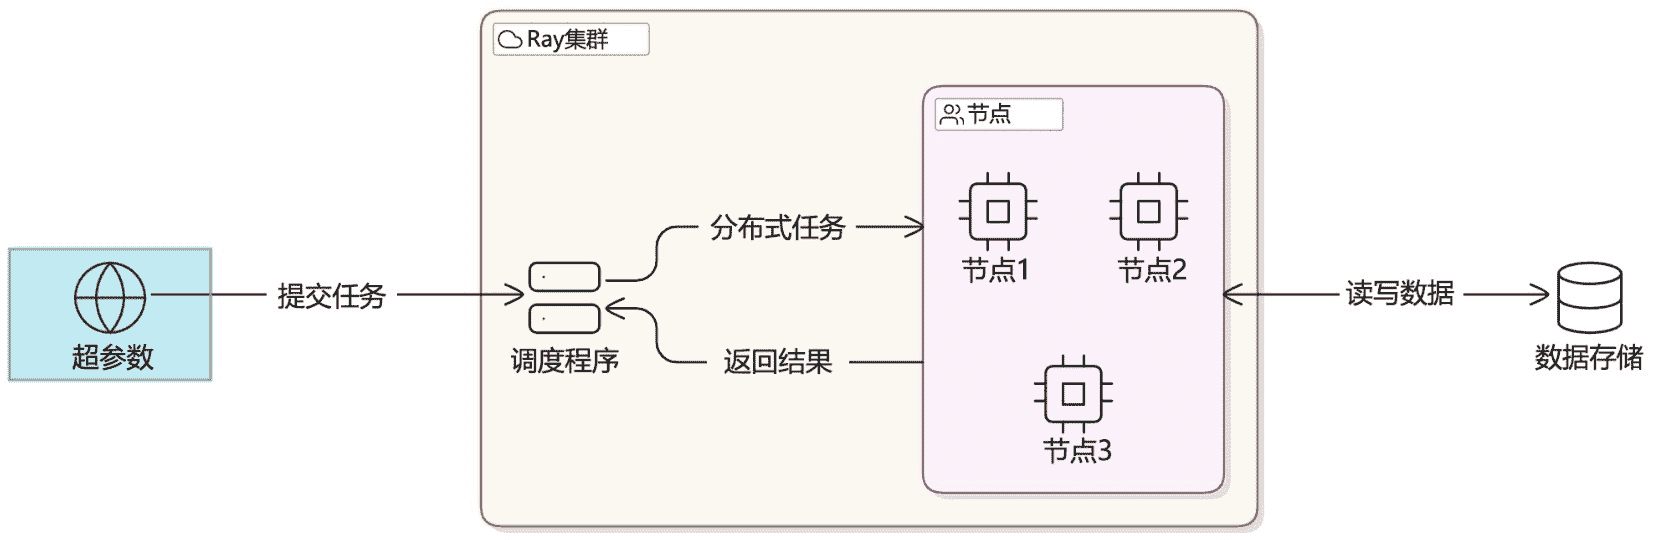 Ray集群
节点
节点1
节点2
节点3
分布式任务
提交任务
超参数
调度程序
返回结果
读写数据
数据存储